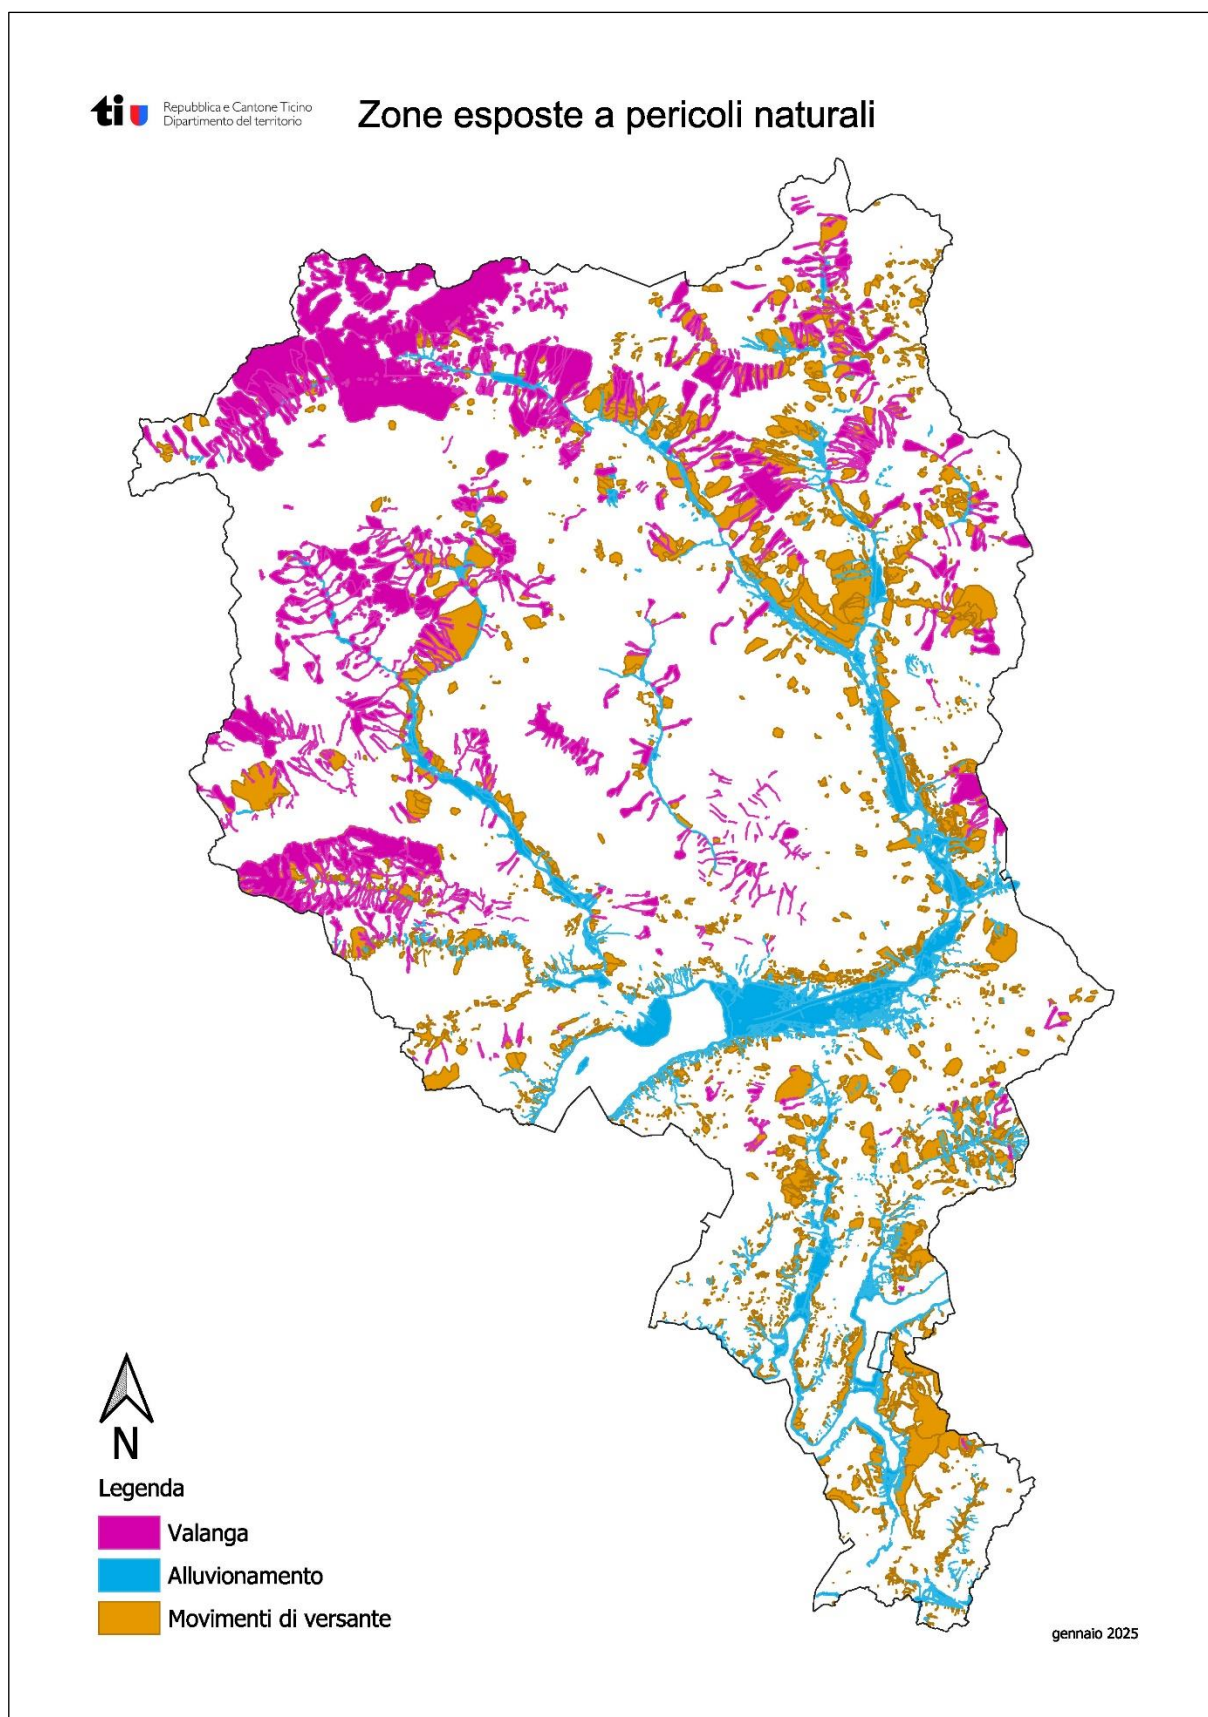 ti
Repubblica e Cantone Ticino
Dipartimento del territorio
Zone esposte a pericoli naturali
N
Legenda
Valanga
Alluvionamento
Movimenti di versante
gennaio 2025